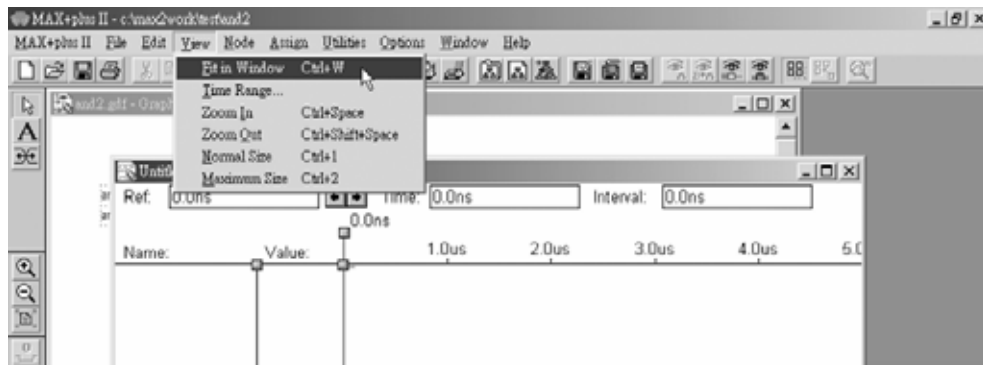 MAX+plus II - c:\max2work\test\and2
MAX+plus II File Edit View Node Assign Utilities Options Window Help
Fit in Window Ctrl+W
Time Range...
Zoom In Ctrl+Space
Zoom Out Ctrl+Shift+Space
Normal Size Ctrl+1
Maximum Size Ctrl+2
and2.gdf - Graph
Untitl
Ref: 0.0ns Time: 0.0ns Interval: 0.0ns
0.0ns
Name: Value: 1.0us 2.0us 3.0us 4.0us 5.0